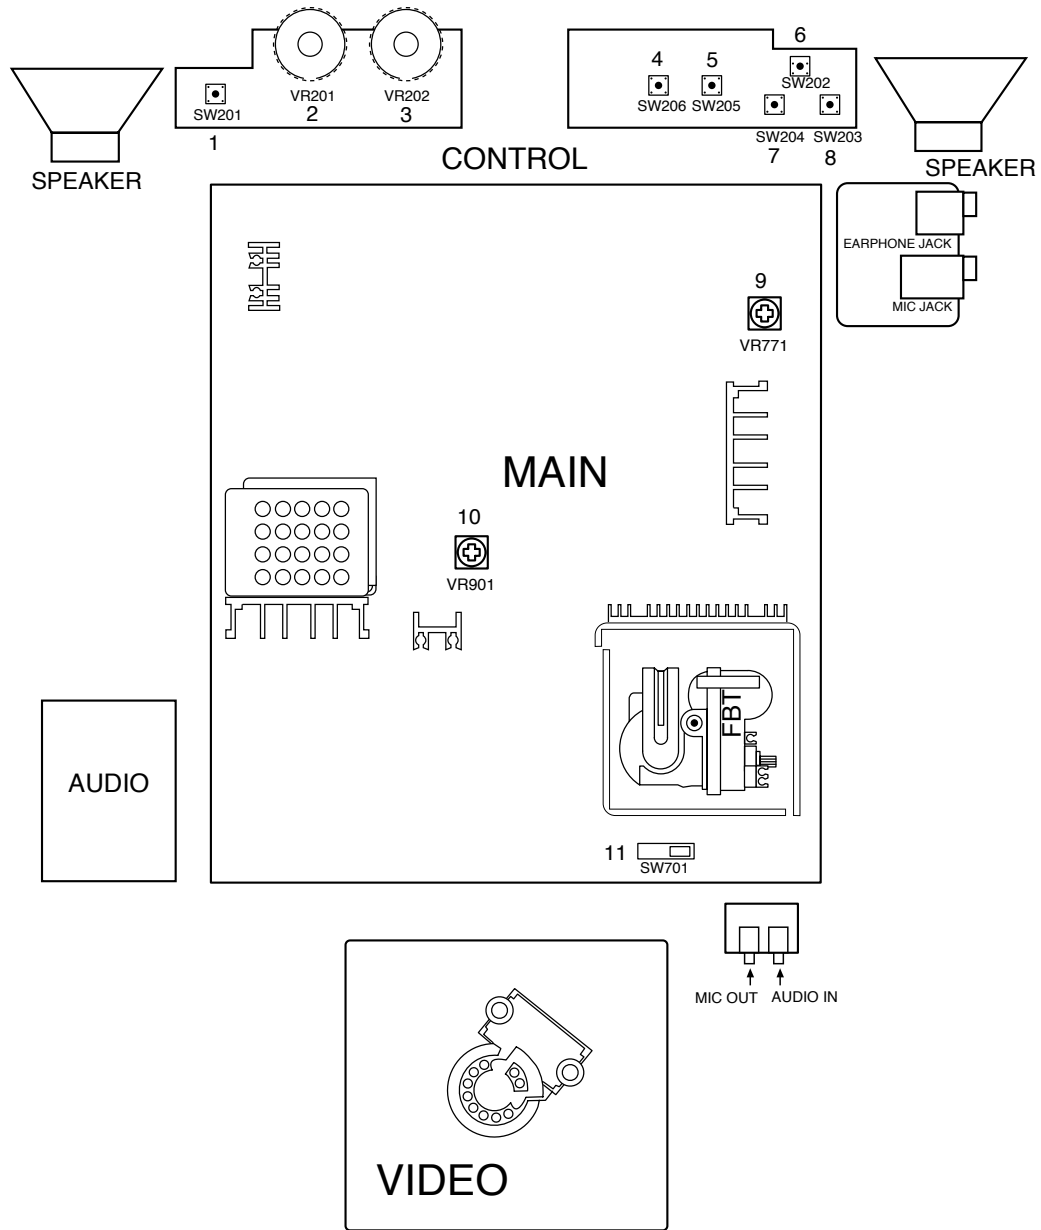 6
4
5
SW202
VR201
VR202
SW206
SW205
SW201
2
3
SW204
SW203
1
7
8
CONTROL
SPEAKER
SPEAKER
EARPHONE JACK
9
MIC JACK
VR771
MAIN
10
VR901
FBT
AUDIO
11
SW701
MIC OUT
AUDIO IN
VIDEO